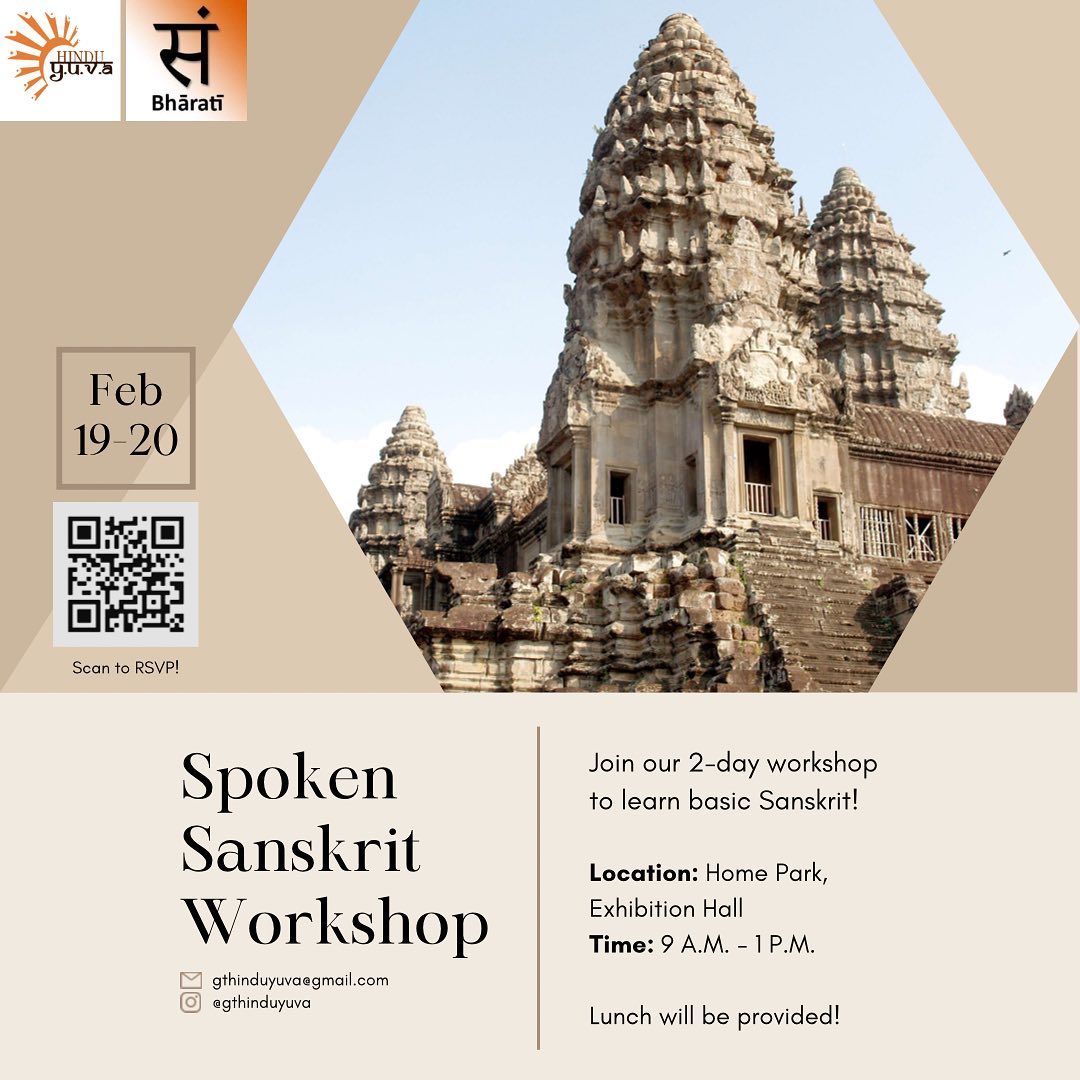 HINDU
y.u.v.a
सं
Bhāratī
Feb
19-20
Scan to RSVP!
Spoken
Sanskrit
Workshop
gthinduyuva@gmail.com
@gthinduyuva
Join our 2-day workshop
to learn basic Sanskrit!
Location: Home Park,
Exhibition Hall
Time: 9 A.M. - 1 P.M.
Lunch will be provided!